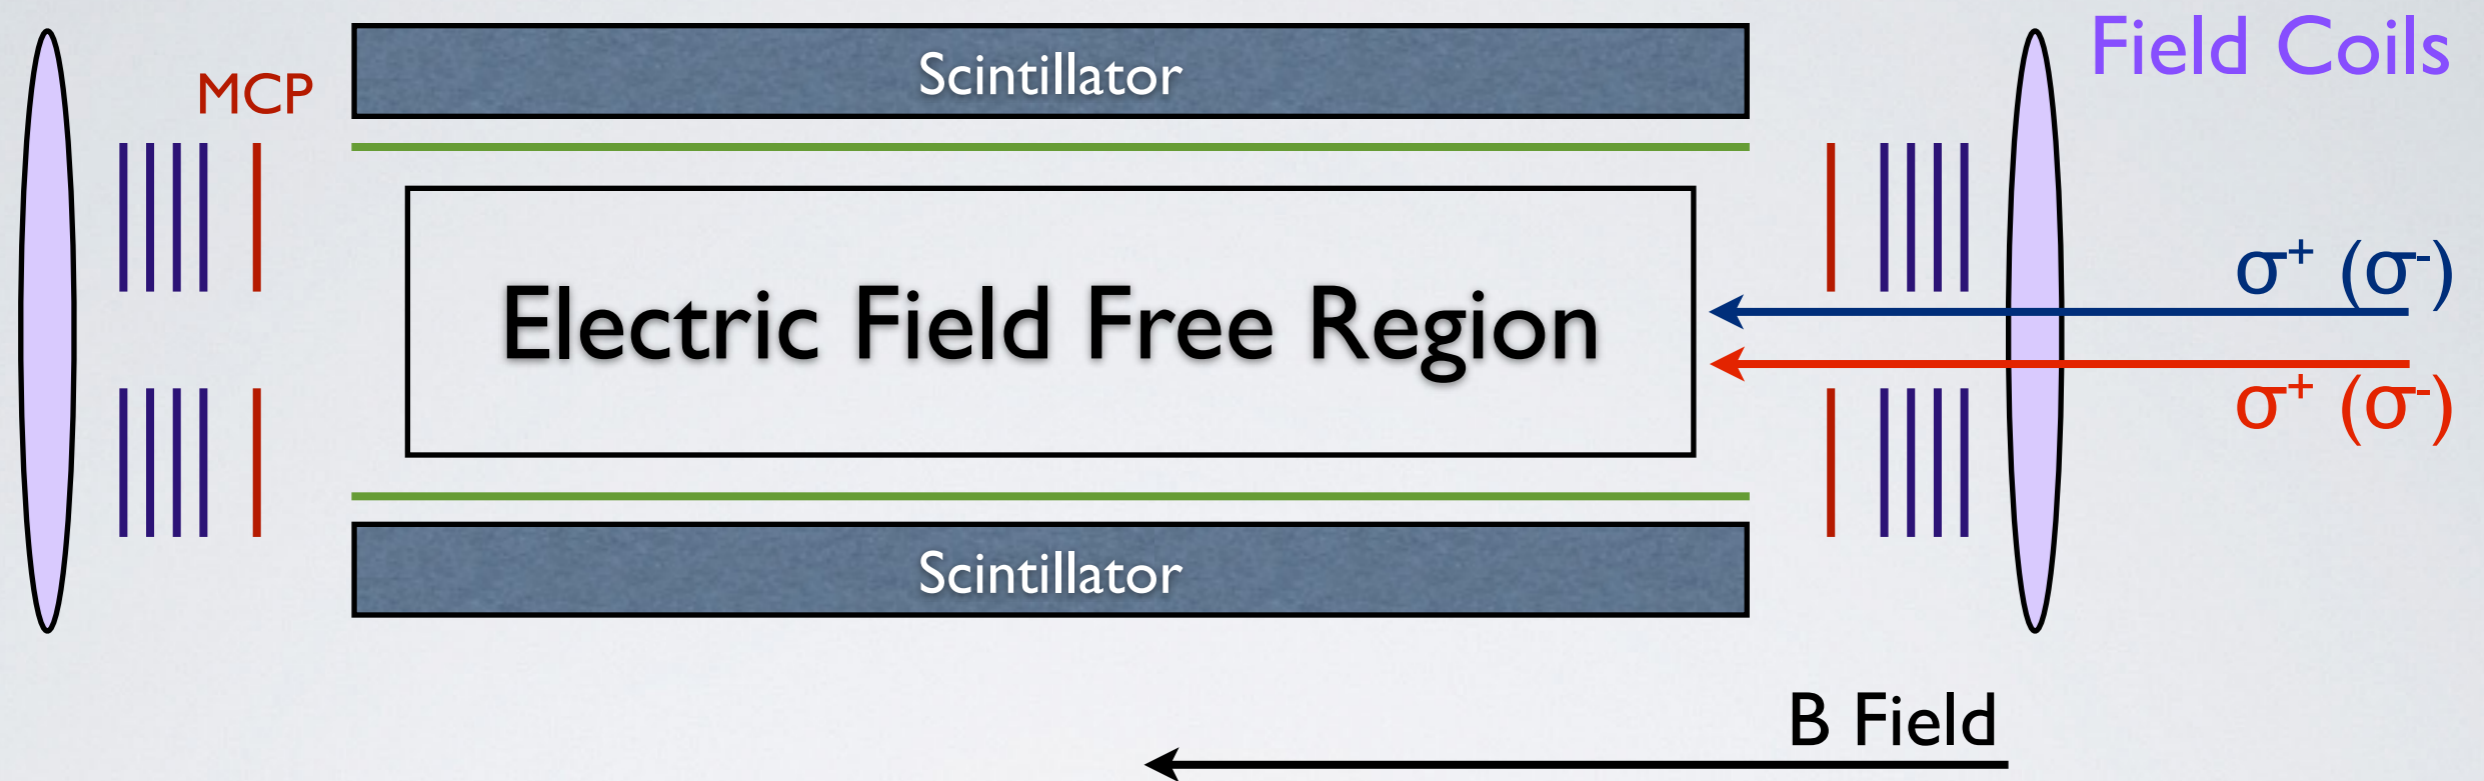 Field Coils
Scintillator
MCP
σ⁺ (σ⁻)
Electric Field Free Region
σ⁺ (σ⁻)
Scintillator
B Field